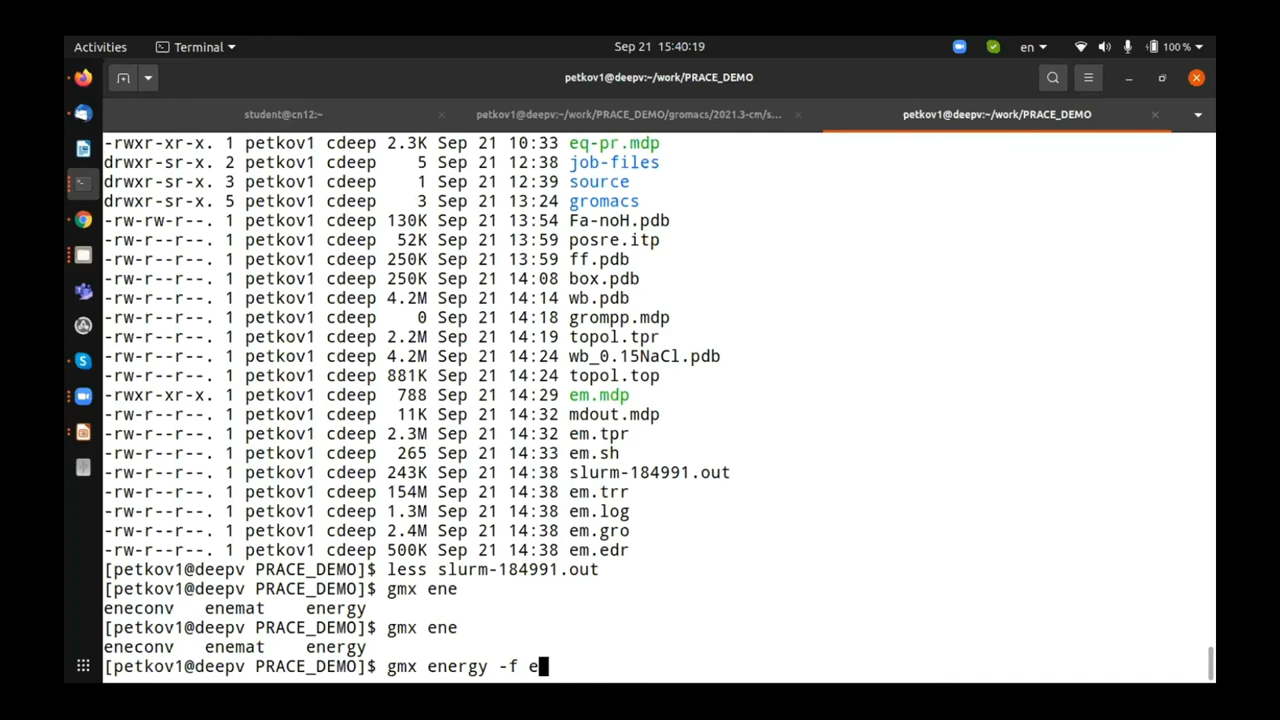 Activities Terminal Sep 21 15:40:19 en 100 %
petkov1@deepv:~/work/PRACE_DEMO
student@cn12:~ petkov1@deepv:~/work/PRACE_DEMO/gromacs/2021.3-cm/s... petkov1@deepv:~/work/PRACE_DEMO
-rwxr-xr-x. 1 petkov1 cdeep 2.3K Sep 21 10:33 eq-pr.mdp
drwxr-sr-x. 2 petkov1 cdeep 5 Sep 21 12:38 job-files
drwxr-sr-x. 3 petkov1 cdeep 1 Sep 21 12:39 source
drwxr-sr-x. 5 petkov1 cdeep 3 Sep 21 13:24 gromacs
-rw-rw-r--. 1 petkov1 cdeep 130K Sep 21 13:54 Fa-noH.pdb
-rw-r--r--. 1 petkov1 cdeep 52K Sep 21 13:59 posre.itp
-rw-r--r--. 1 petkov1 cdeep 250K Sep 21 13:59 ff.pdb
-rw-r--r--. 1 petkov1 cdeep 250K Sep 21 14:08 box.pdb
-rw-r--r--. 1 petkov1 cdeep 4.2M Sep 21 14:14 wb.pdb
-rw-r--r--. 1 petkov1 cdeep 0 Sep 21 14:18 grompp.mdp
-rw-r--r--. 1 petkov1 cdeep 2.2M Sep 21 14:19 topol.tpr
-rw-r--r--. 1 petkov1 cdeep 4.2M Sep 21 14:24 wb_0.15NaCl.pdb
-rw-r--r--. 1 petkov1 cdeep 881K Sep 21 14:24 topol.top
-rwxr-xr-x. 1 petkov1 cdeep 788 Sep 21 14:29 em.mdp
-rw-r--r--. 1 petkov1 cdeep 11K Sep 21 14:32 mdout.mdp
-rw-r--r--. 1 petkov1 cdeep 2.3M Sep 21 14:32 em.tpr
-rw-r--r--. 1 petkov1 cdeep 265 Sep 21 14:33 em.sh
-rw-r--r--. 1 petkov1 cdeep 243K Sep 21 14:38 slurm-184991.out
-rw-r--r--. 1 petkov1 cdeep 154M Sep 21 14:38 em.trr
-rw-r--r--. 1 petkov1 cdeep 1.3M Sep 21 14:38 em.log
-rw-r--r--. 1 petkov1 cdeep 2.4M Sep 21 14:38 em.gro
-rw-r--r--. 1 petkov1 cdeep 500K Sep 21 14:38 em.edr
[petkov1@deepv PRACE_DEMO]$ less slurm-184991.out
[petkov1@deepv PRACE_DEMO]$ gmx ene
eneconv enemat energy
[petkov1@deepv PRACE_DEMO]$ gmx ene
eneconv enemat energy
[petkov1@deepv PRACE_DEMO]$ gmx energy -f e